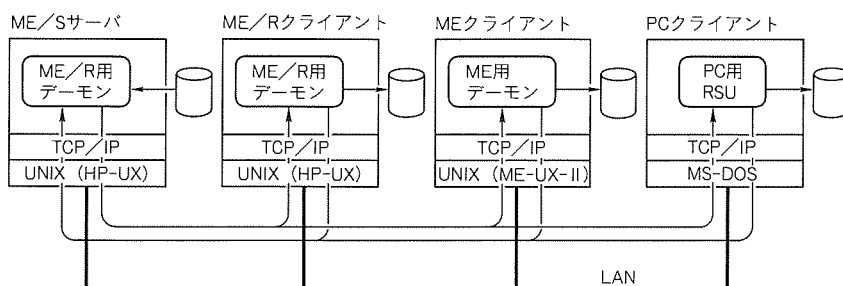 ME／Sサーバ
ME／Rクライアント
MEクライアント
PCクライアント
ME／R用
デーモン
ME／R用
デーモン
ME用
デーモン
PC用
RSU
TCP／IP
TCP／IP
TCP／IP
TCP／IP
UNIX（HP-UX）
UNIX（HP-UX）
UNIX（ME-UX-II）
MS-DOS
LAN